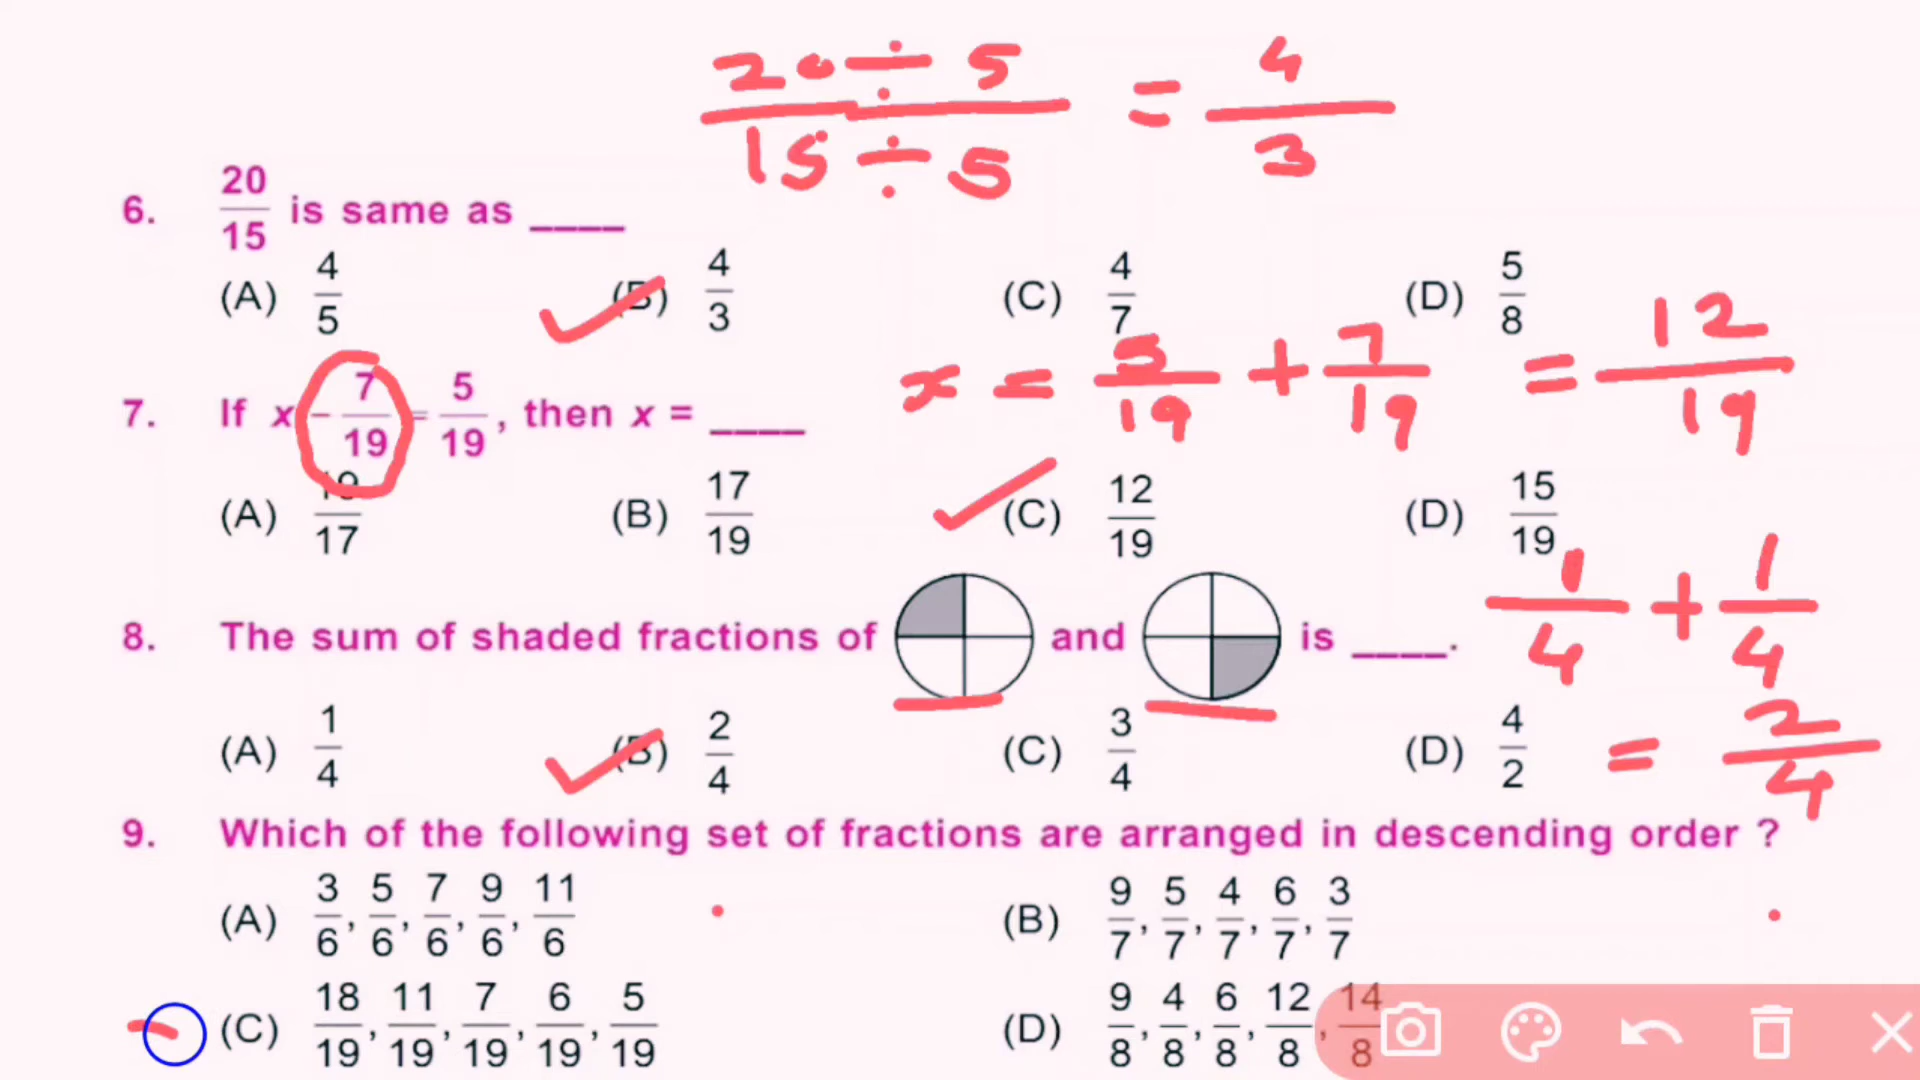 20 ÷ 5 / 15 ÷ 5 = 4/3
6. 20/15 is same as ____
(A) 4/5 (B) 4/3 (C) 4/7 (D) 5/8
x = 5/19 + 7/19 = 12/19
7. If x - 7/19 = 5/19, then x = ____
(A) 19/17 (B) 17/19 (C) 12/19 (D) 15/19
1/4 + 1/4
8. The sum of shaded fractions of and is ____.
= 2/4
(A) 1/4 (B) 2/4 (C) 3/4 (D) 4/2
9. Which of the following set of fractions are arranged in descending order ?
(A) 3/6, 5/6, 7/6, 9/6, 11/6 (B) 9/7, 5/7, 4/7, 6/7, 3/7
(C) 18/19, 11/19, 7/19, 6/19, 5/19 (D) 9/8, 4/8, 6/8, 12/8, 14/8